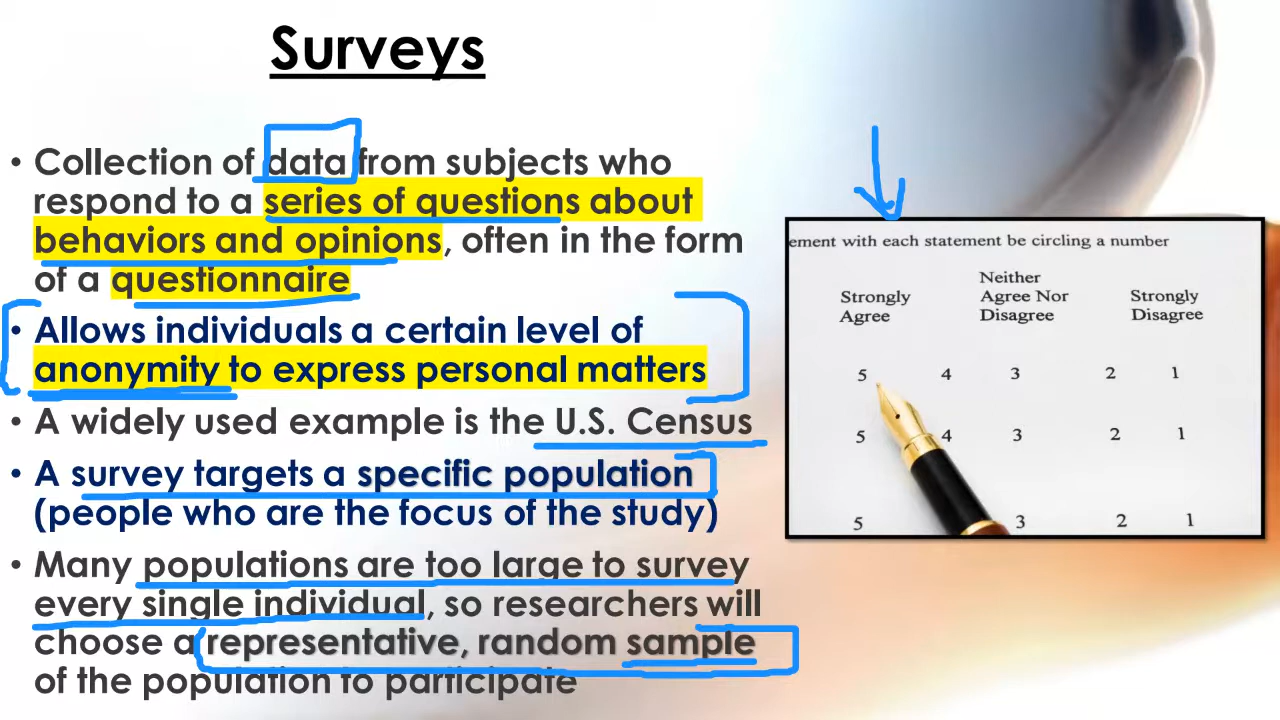 Surveys
• Collection of data from subjects who
respond to a series of questions about
behaviors and opinions, often in the form
of a questionnaire
• Allows individuals a certain level of
anonymity to express personal matters
• A widely used example is the U.S. Census
• A survey targets a specific population
(people who are the focus of the study)
• Many populations are too large to survey
every single individual, so researchers will
choose a representative, random sample
of the population to participate
ement with each statement be circling a number
Strongly Agree
Neither Agree Nor Disagree
Strongly Disagree
5 4 3 2 1
5 4 3 2 1
5 3 2 1